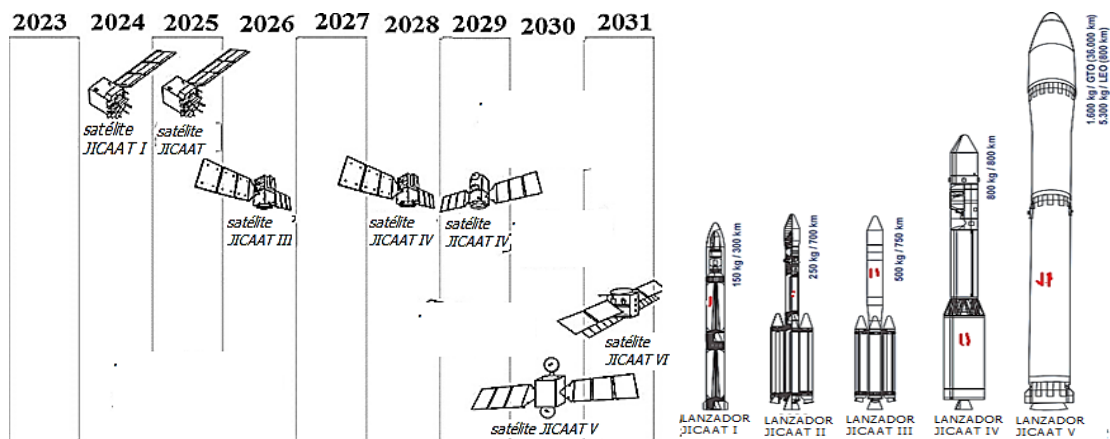 2023 2024 2025 2026 2027 2028 2029 2030 2031
satélite
JICAAT I
satélite
JICAAT
satélite
JICAAT III
satélite
JICAAT IV
satélite
JICAAT IV
satélite
JICAAT VI
satélite JICAAT V
150 kg / 300 km
250 kg / 700 km
500 kg / 750 km
800 kg / 800 km
1.600 kg / GTO (36.000 km)
5.300 kg / LEO (800 km)
LANZADOR
JICAAT I
LANZADOR
JICAAT II
LANZADOR
JICAAT III
LANZADOR
JICAAT IV
LANZADOR
JICAAT V